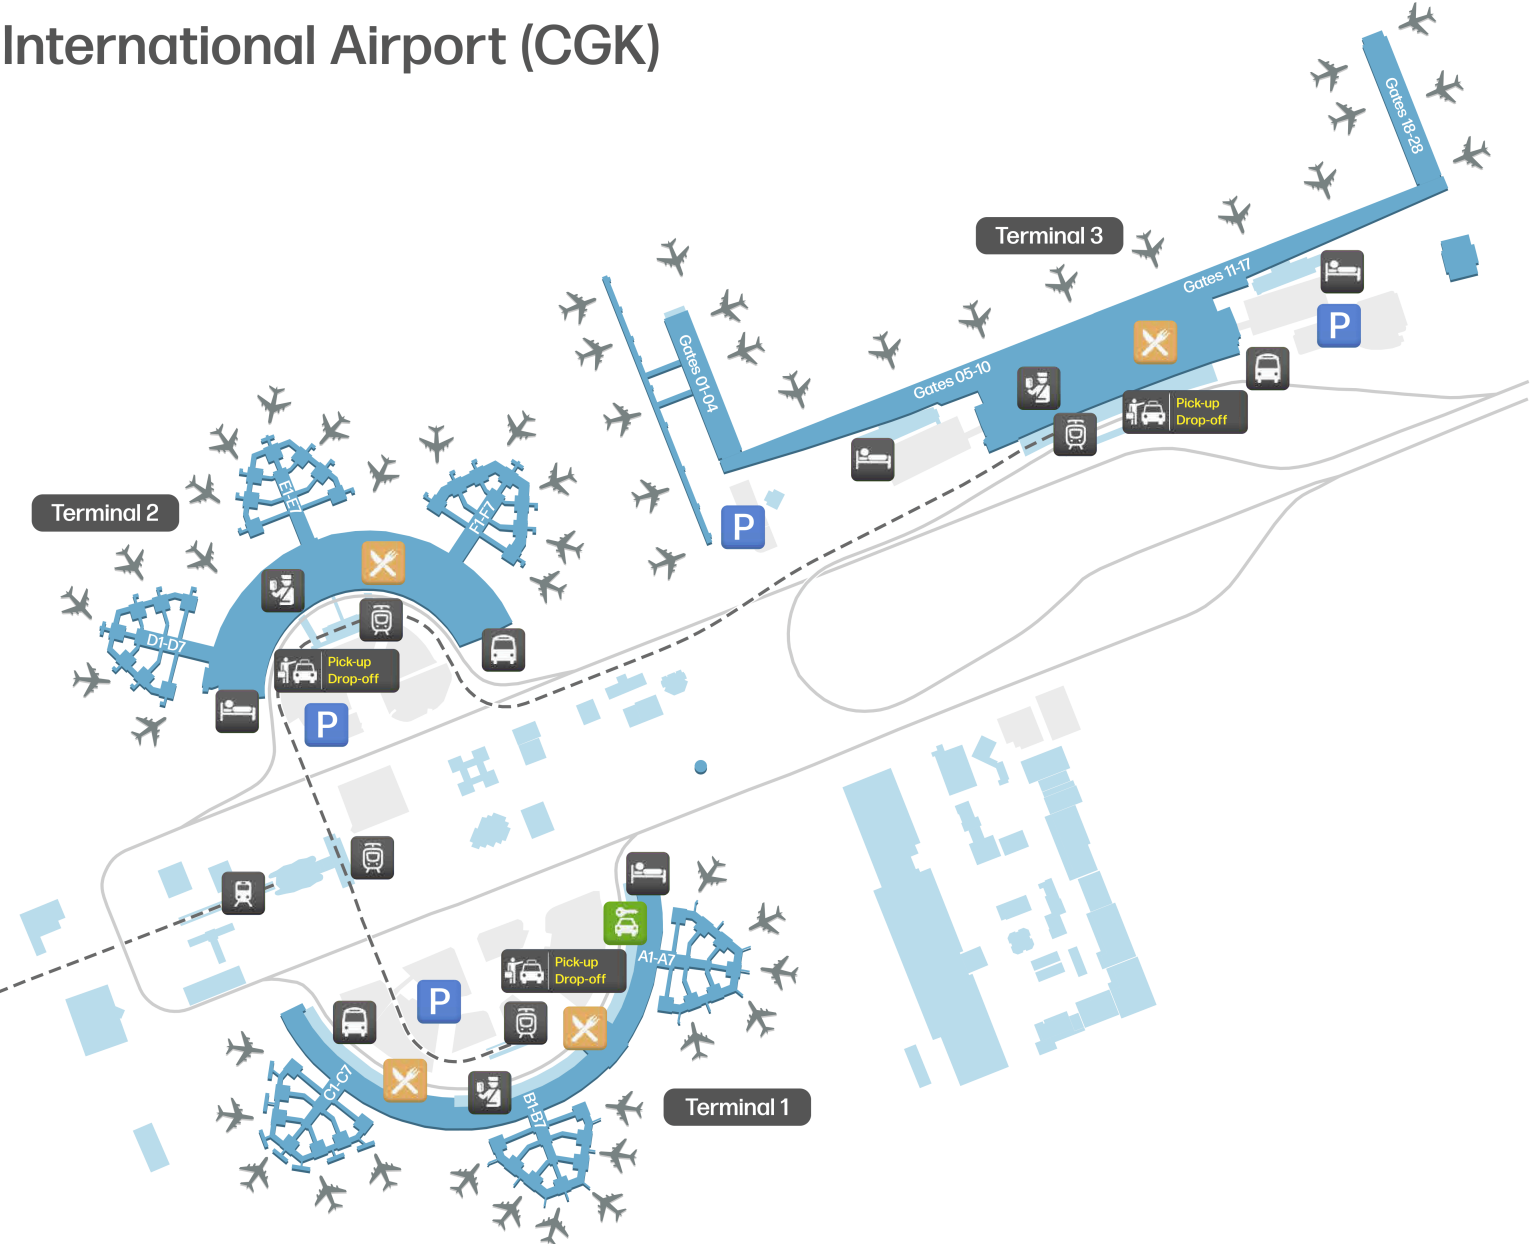 International Airport (CGK)
Gates 18-28
Terminal 3
Gates 11-17
P
Gates 01-04
Gates 05-10
Pick-up
Drop-off
E1-E7
F1-F7
Terminal 2
P
D1-D7
Pick-up
Drop-off
P
A1-A7
Pick-up
Drop-off
P
C1-C7
B1-B7
Terminal 1